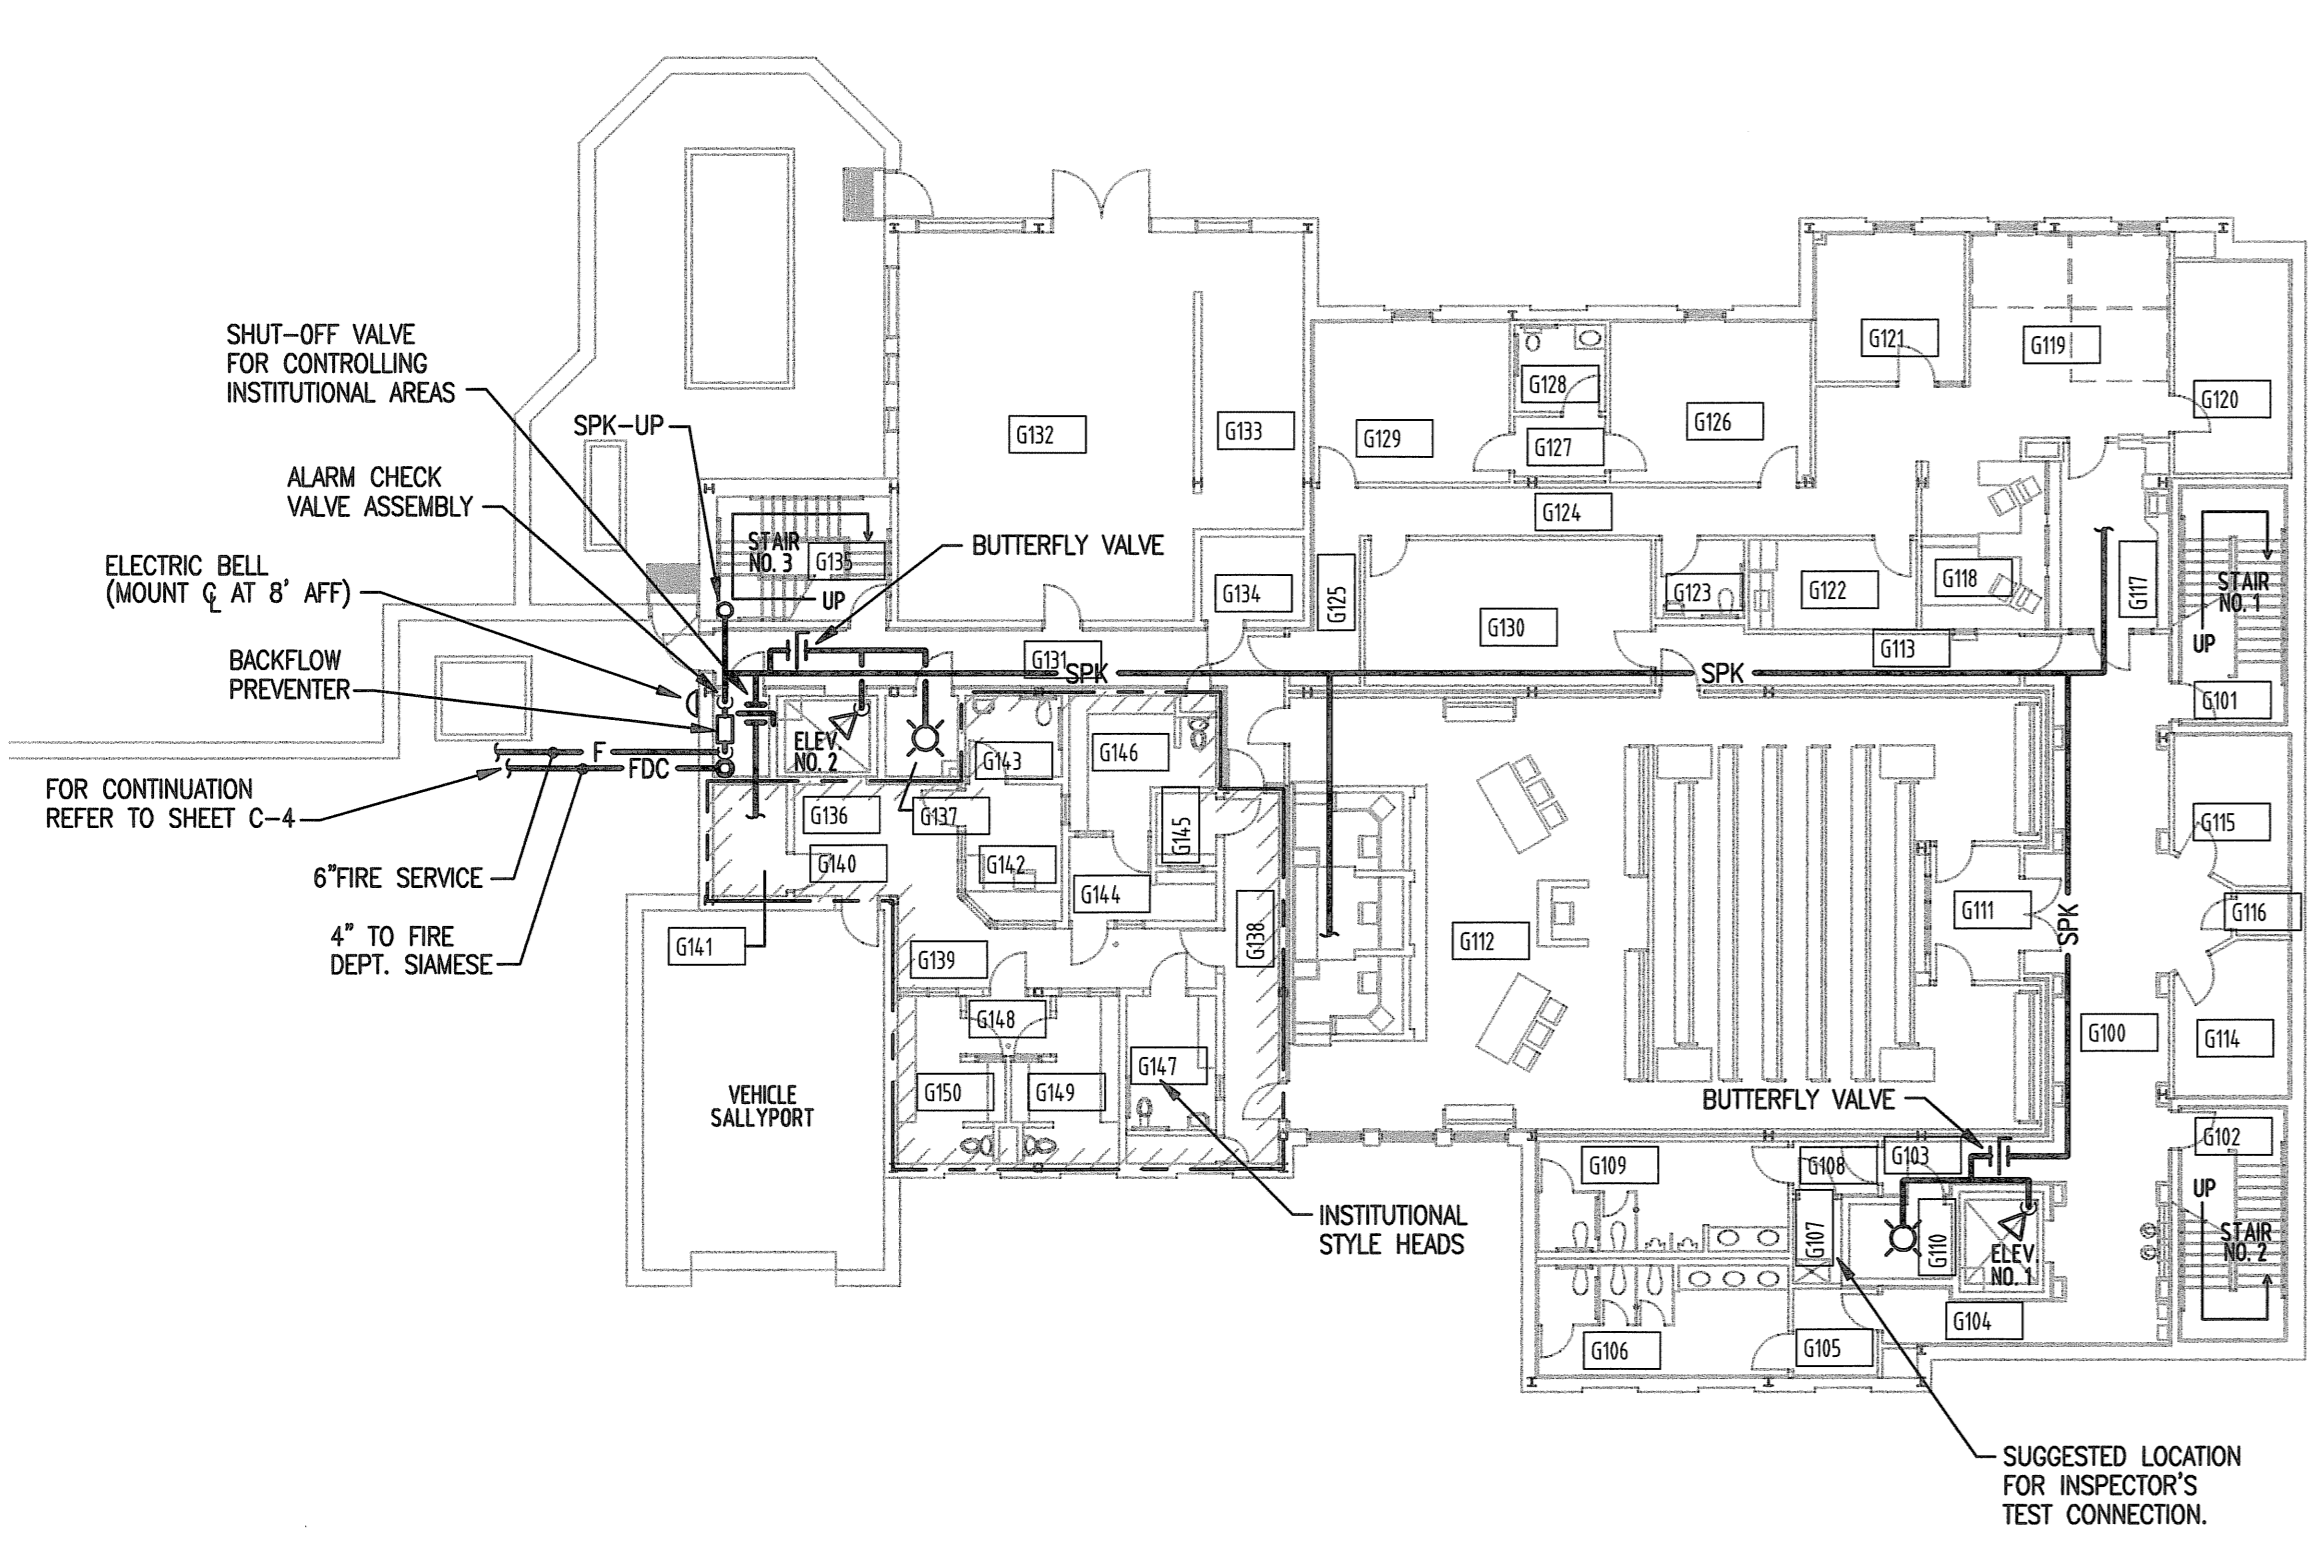 SHUT-OFF VALVE
FOR CONTROLLING
INSTITUTIONAL AREAS
SPK-UP
ALARM CHECK
VALVE ASSEMBLY
ELECTRIC BELL
(MOUNT ℄ AT 8' AFF)
BACKFLOW
PREVENTER
F
FDC
FOR CONTINUATION
REFER TO SHEET C-4
6"FIRE SERVICE
4" TO FIRE
DEPT. SIAMESE
STAIR
NO. 3
G135
UP
BUTTERFLY VALVE
G132
G133
G134
G131
SPK
G129
G128
G127
G126
G124
G125
G130
G123
G122
G121
G119
G120
G118
G117
G113
SPK
STAIR
NO. 1
UP
G101
ELEV.
NO. 2
G143
G146
G136
G137
G140
G142
G145
G144
G141
G139
G138
G148
G150
G149
G147
VEHICLE
SALLYPORT
INSTITUTIONAL
STYLE HEADS
G112
G111
SPK
G115
G116
G100
G114
BUTTERFLY VALVE
G102
G109
G108
G103
G107
G110
ELEV.
NO. 1
UP
STAIR
NO. 2
G106
G105
G104
SUGGESTED LOCATION
FOR INSPECTOR'S
TEST CONNECTION.